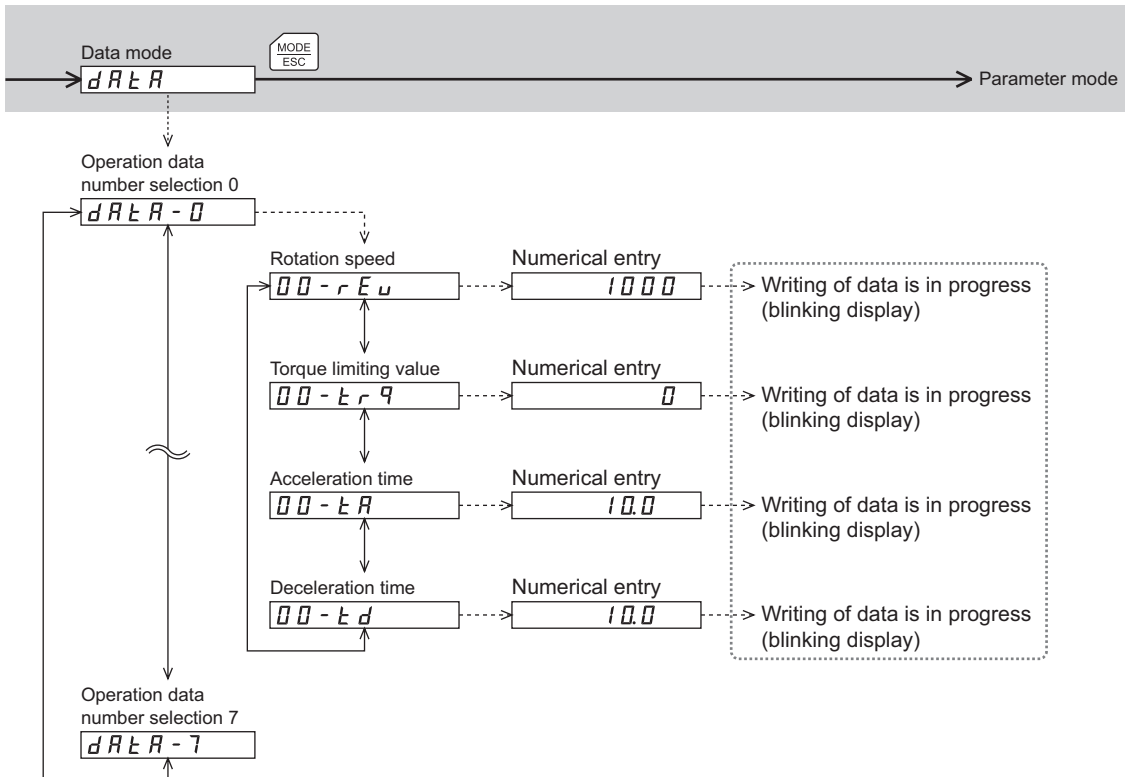 Data mode
MODE
ESC
dAtA
Parameter mode
Operation data
number selection 0
dAtA-0
Rotation speed
Numerical entry
00-rEv
1000
Writing of data is in progress
(blinking display)
Torque limiting value
Numerical entry
00-trq
0
Writing of data is in progress
(blinking display)
Acceleration time
Numerical entry
00-tA
10.0
Writing of data is in progress
(blinking display)
Deceleration time
Numerical entry
00-td
10.0
Writing of data is in progress
(blinking display)
Operation data
number selection 7
dAtA-7